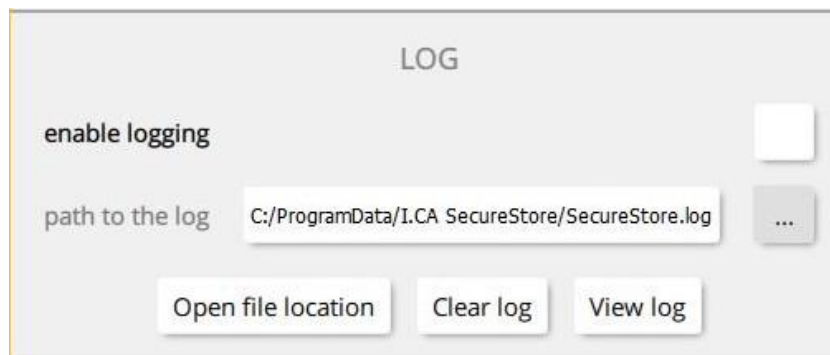 LOG
enable logging
path to the log C:/ProgramData/I.CA SecureStore/SecureStore.log ...
Open file location Clear log View log